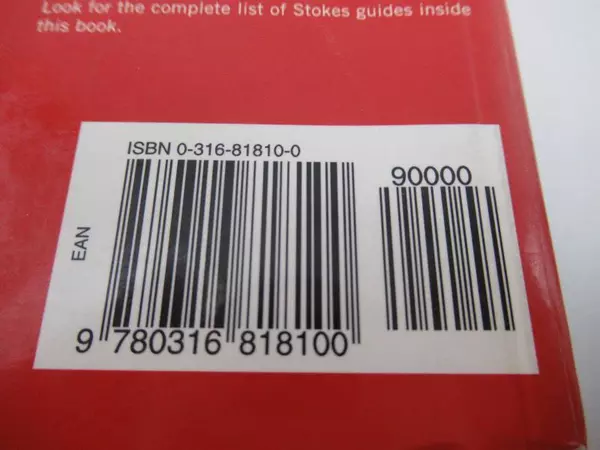 Look for the complete list of Stokes guides inside
this book.
ISBN 0-316-81810-0
90000
EAN
9 780316 818100